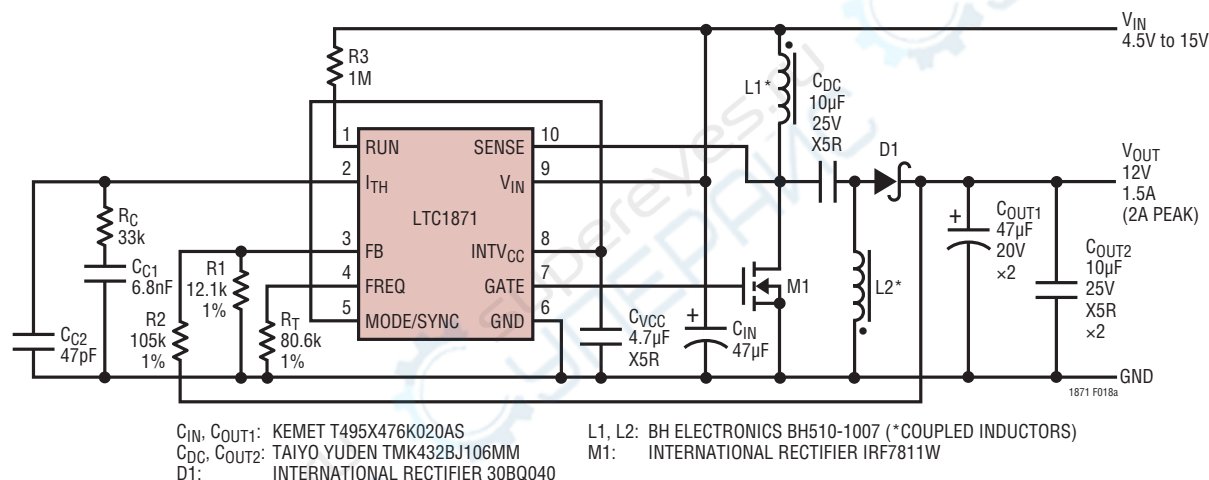 VIN
4.5V to 15V
R3
1M
L1*
CDC
10µF
25V
X5R
D1
VOUT
12V
1.5A
(2A PEAK)
1
RUN
SENSE
10
2
ITH
VIN
9
LTC1871
3
FB
INTVCC
8
4
FREQ
GATE
7
5
MODE/SYNC
GND
6
RC
33k
CC1
6.8nF
R1
12.1k
1%
R2
105k
1%
RT
80.6k
1%
CC2
47pF
CVCC
4.7µF
X5R
+
CIN
47µF
M1
L2*
+
COUT1
47µF
20V
×2
COUT2
10µF
25V
X5R
×2
GND
1871 F018a
CIN, COUT1: KEMET T495X476K020AS
CDC, COUT2: TAIYO YUDEN TMK432BJ106MM
D1: INTERNATIONAL RECTIFIER 30BQ040
L1, L2: BH ELECTRONICS BH510-1007 (*COUPLED INDUCTORS)
M1: INTERNATIONAL RECTIFIER IRF7811W
supereyes.ru
СУПЕРАЙС